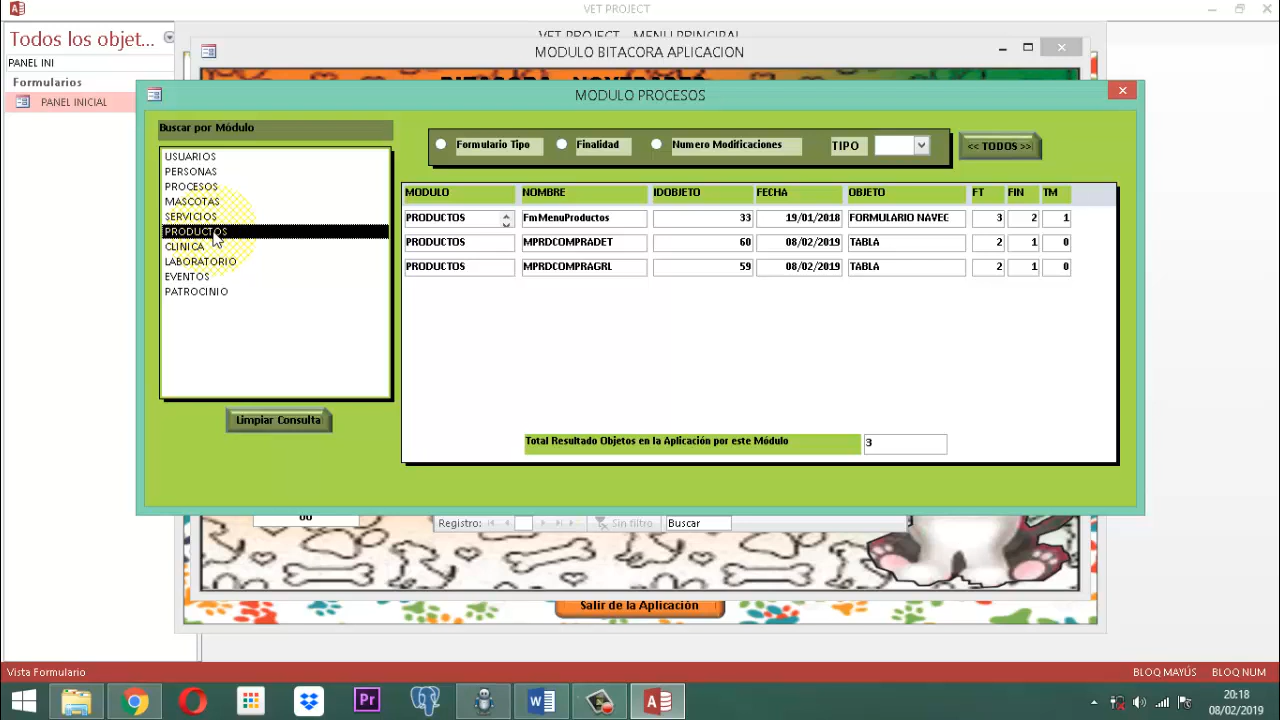 VET PROJECT
Todos los objet...
PANEL INI
Formularios
PANEL INICIAL
VET PROJECT - MENU PRINCIPAL
MODULO BITACORA APLICACION
MODULO PROCESOS
Buscar por Módulo
USUARIOS
PERSONAS
PROCESOS
MASCOTAS
SERVICIOS
PRODUCTOS
CLINICA
LABORATORIO
EVENTOS
PATROCINIO
Limpiar Consulta
Formulario Tipo Finalidad Numero Modificaciones TIPO << TODOS >>
MODULO NOMBRE IDOBJETO FECHA OBJETO FT FIN TM
PRODUCTOS FmMenuProductos 33 19/01/2018 FORMULARIO NAVEC 3 2 1
PRODUCTOS MPRDCOMPRADET 60 08/02/2019 TABLA 2 1 0
PRODUCTOS MPRDCOMPRAGRL 59 08/02/2019 TABLA 2 1 0
Total Resultado Objetos en la Aplicación por este Módulo 3
Registro: Sin filtro Buscar
Salir de la Aplicación
Vista Formulario BLOQ MAYÚS BLOQ NUM
Pr
20:18
08/02/2019